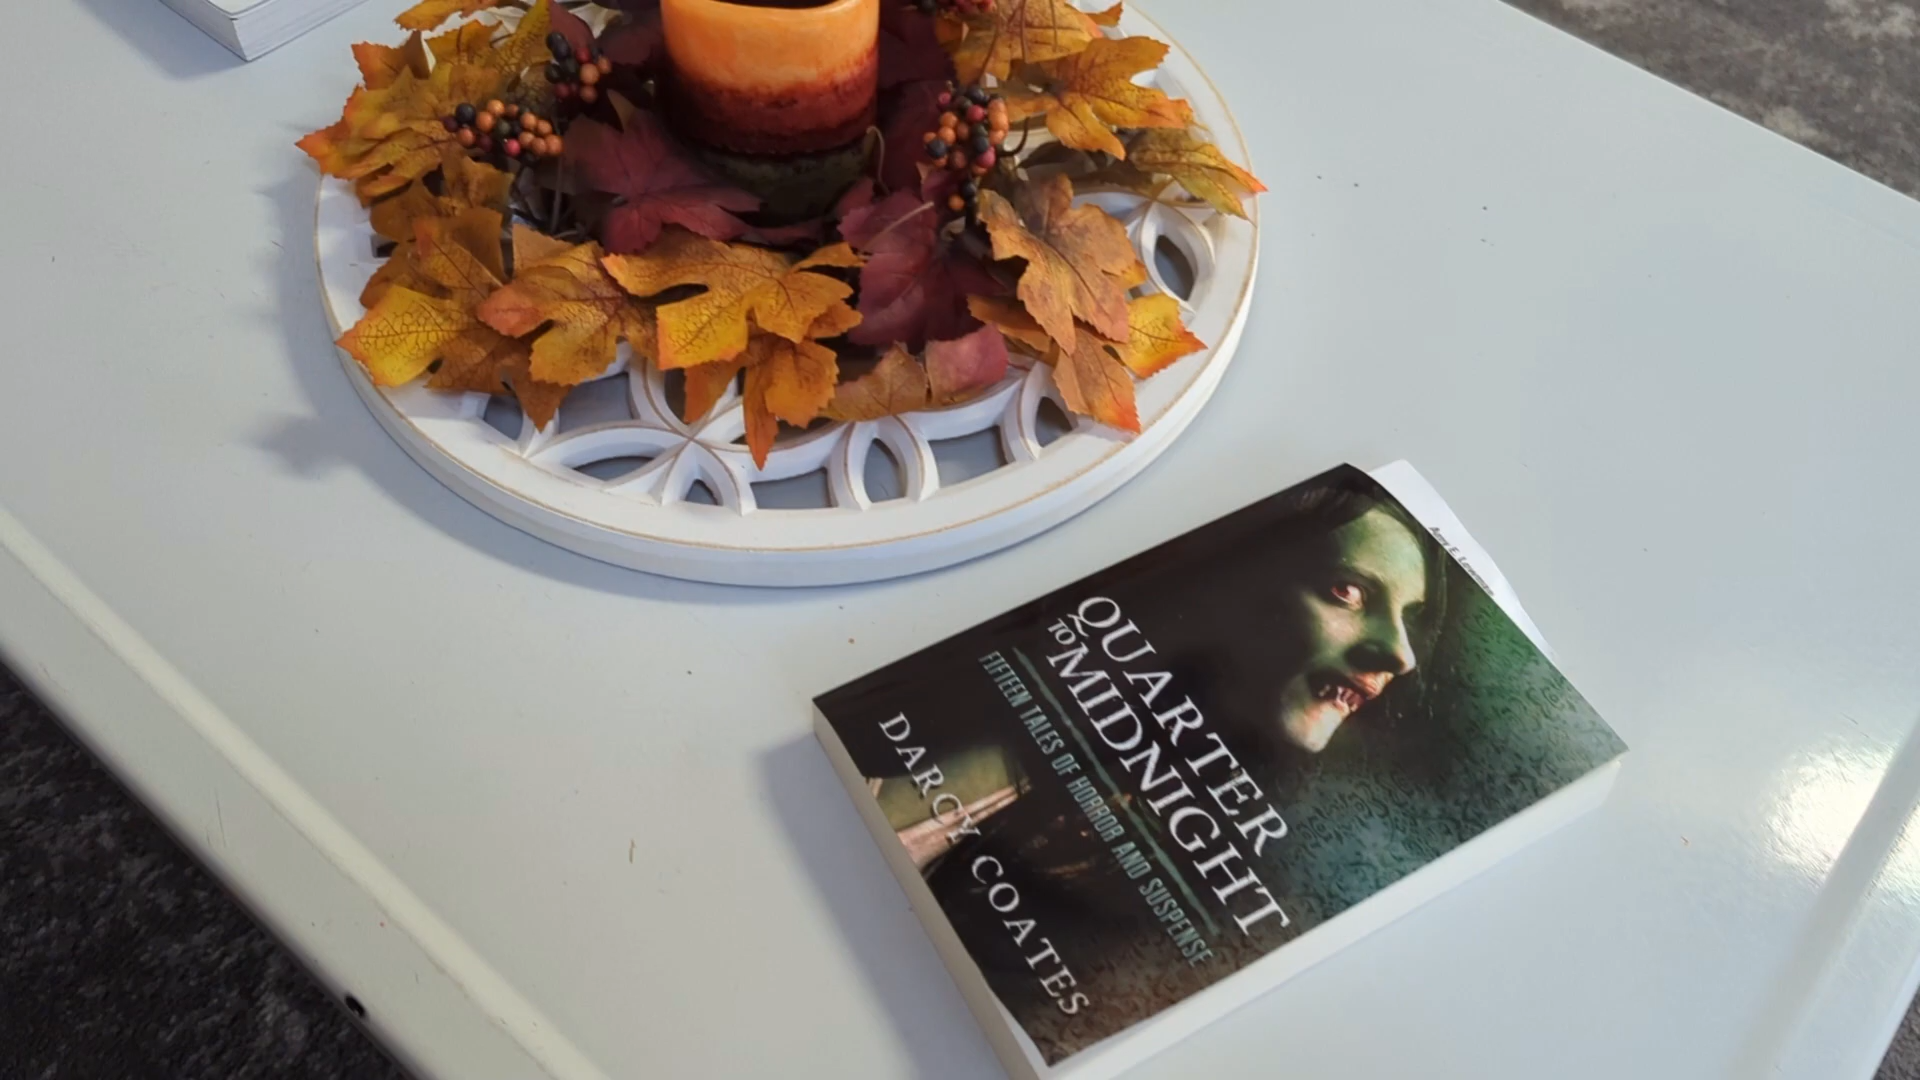 QUARTER
TO MIDNIGHT
FIFTEEN TALES OF HORROR AND SUSPENSE
DARCY COATES